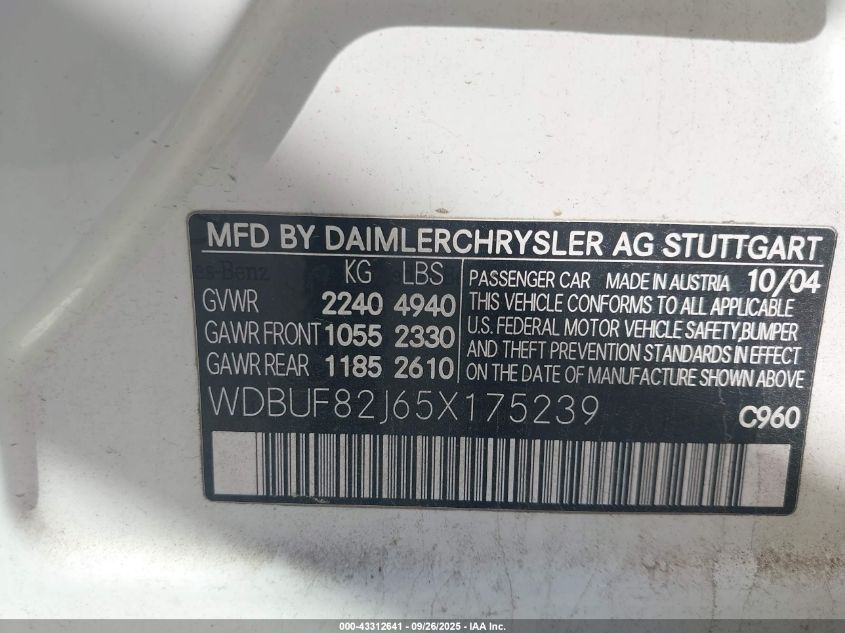 MFD BY DAIMLERCHRYSLER AG STUTTGART
KG LBS
GVWR 2240 4940
GAWR FRONT 1055 2330
GAWR REAR 1185 2610
PASSENGER CAR MADE IN AUSTRIA 10/04
THIS VEHICLE CONFORMS TO ALL APPLICABLE
U.S. FEDERAL MOTOR VEHICLE SAFETY,BUMPER
AND THEFT PREVENTION STANDARDS IN EFFECT
ON THE DATE OF MANUFACTURE SHOWN ABOVE
WDBUF82J65X175239 C960
000-43312641 - 09/26/2025 - IAA Inc.